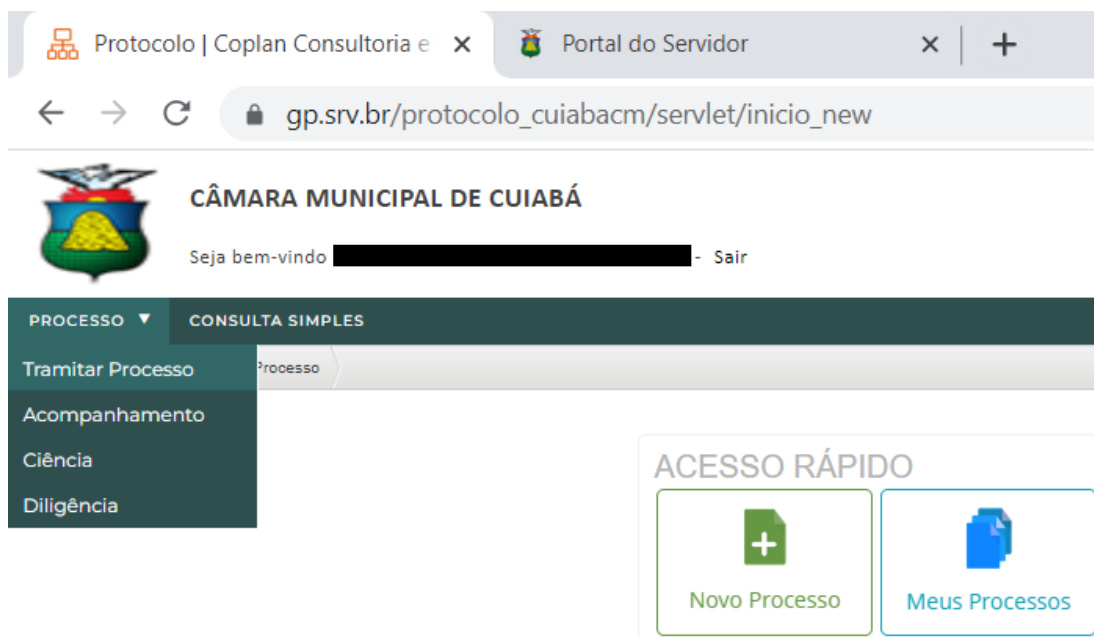 Protocolo | Coplan Consultoria e
Portal do Servidor
gp.srv.br/protocolo_cuiabacm/servlet/inicio_new
CÂMARA MUNICIPAL DE CUIABÁ
Seja bem-vindo - Sair
PROCESSO CONSULTA SIMPLES
Tramitar Processo
Processo
Acompanhamento
Ciência
Diligência
ACESSO RÁPIDO
Novo Processo
Meus Processos